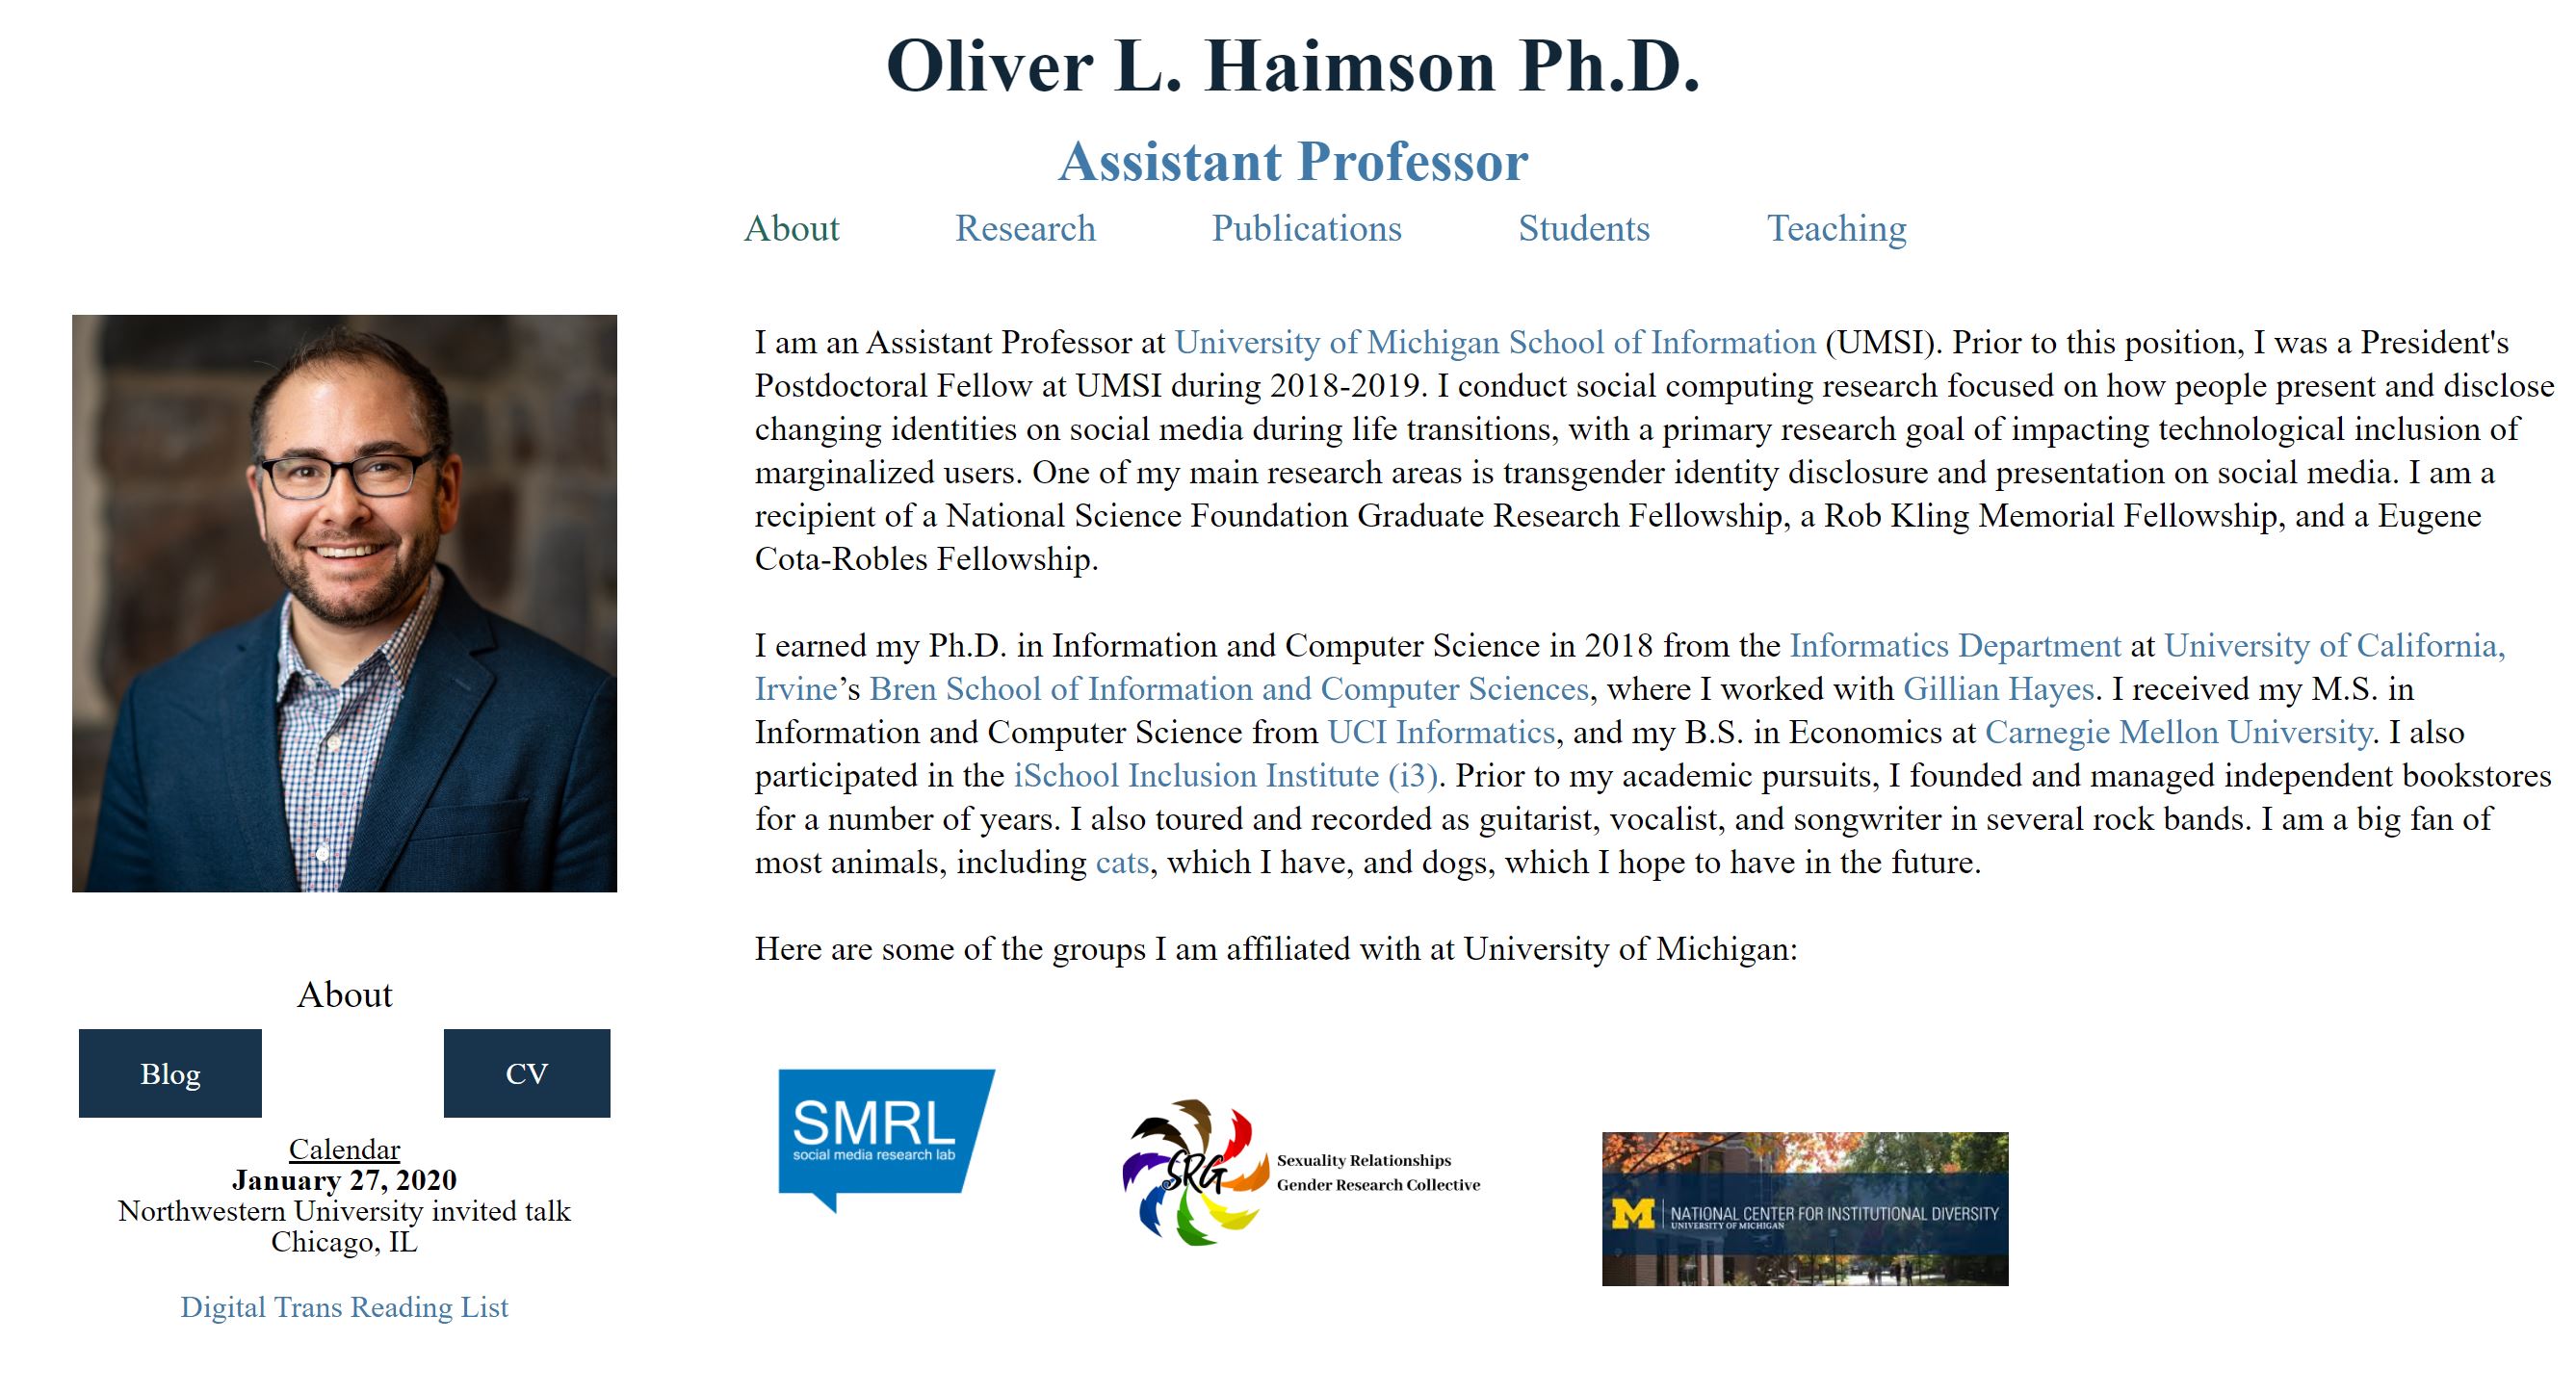 Oliver L. Haimson Ph.D.
Assistant Professor
About Research Publications Students Teaching
I am an Assistant Professor at University of Michigan School of Information (UMSI). Prior to this position, I was a President's
Postdoctoral Fellow at UMSI during 2018-2019. I conduct social computing research focused on how people present and disclose
changing identities on social media during life transitions, with a primary research goal of impacting technological inclusion of
marginalized users. One of my main research areas is transgender identity disclosure and presentation on social media. I am a
recipient of a National Science Foundation Graduate Research Fellowship, a Rob Kling Memorial Fellowship, and a Eugene
Cota-Robles Fellowship.
I earned my Ph.D. in Information and Computer Science in 2018 from the Informatics Department at University of California,
Irvine’s Bren School of Information and Computer Sciences, where I worked with Gillian Hayes. I received my M.S. in
Information and Computer Science from UCI Informatics, and my B.S. in Economics at Carnegie Mellon University. I also
participated in the iSchool Inclusion Institute (i3). Prior to my academic pursuits, I founded and managed independent bookstores
for a number of years. I also toured and recorded as guitarist, vocalist, and songwriter in several rock bands. I am a big fan of
most animals, including cats, which I have, and dogs, which I hope to have in the future.
Here are some of the groups I am affiliated with at University of Michigan:
About
Blog CV
Calendar
January 27, 2020
Northwestern University invited talk
Chicago, IL
Digital Trans Reading List
SMRL
social media research lab
SRG
Sexuality Relationships
Gender Research Collective
M
NATIONAL CENTER FOR INSTITUTIONAL DIVERSITY
UNIVERSITY OF MICHIGAN